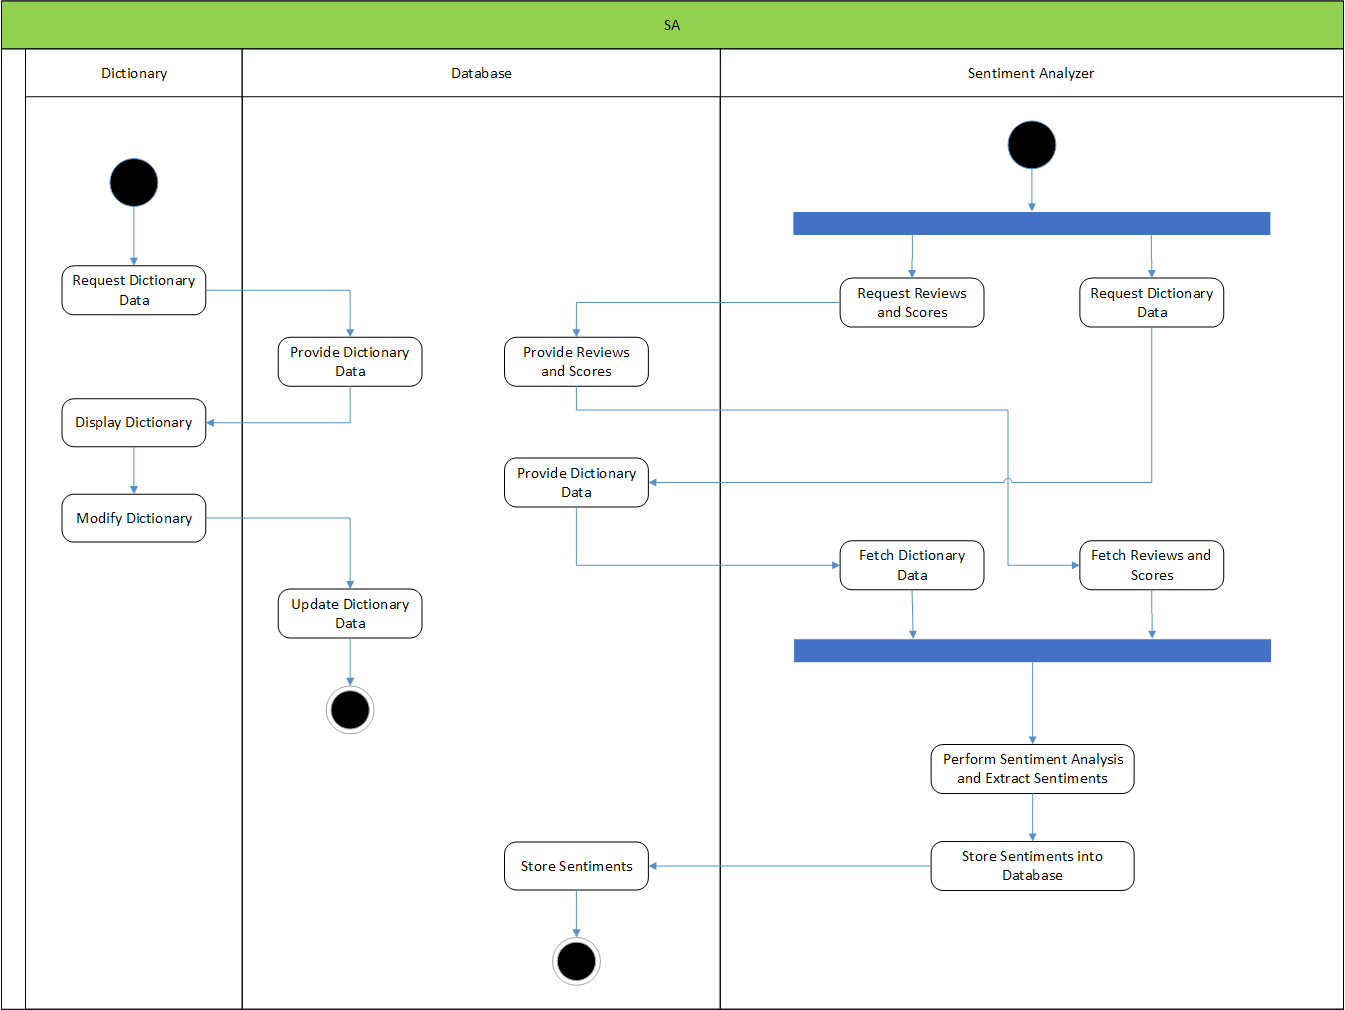 SA
Dictionary
Database
Sentiment Analyzer
Request Dictionary
Data
Request Reviews
and Scores
Request Dictionary
Data
Provide Dictionary
Data
Provide Reviews
and Scores
Display Dictionary
Provide Dictionary
Data
Modify Dictionary
Fetch Dictionary
Data
Fetch Reviews and
Scores
Update Dictionary
Data
Perform Sentiment Analysis
and Extract Sentiments
Store Sentiments
Store Sentiments into
Database